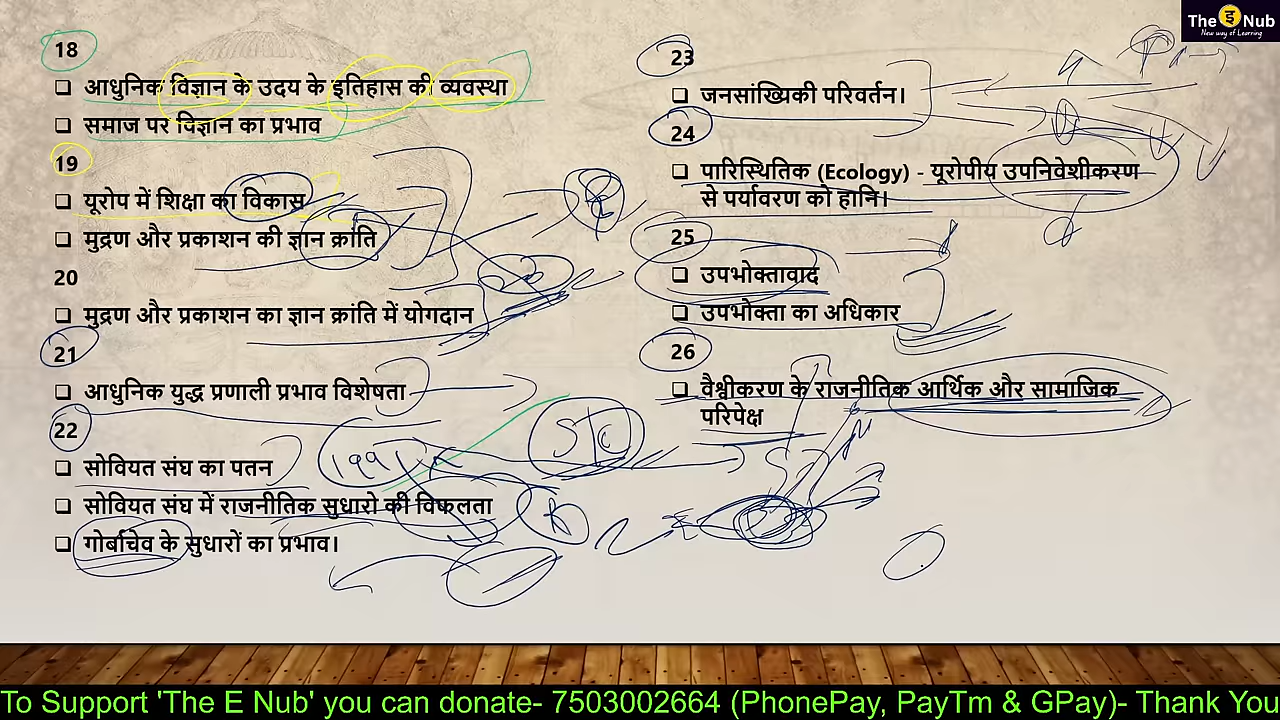 The इ Nub
New way of Learning
18
❑ आधुनिक विज्ञान के उदय के इतिहास की व्यवस्था
❑ समाज पर विज्ञान का प्रभाव
19
❑ यूरोप में शिक्षा का विकास
❑ मुद्रण और प्रकाशन की ज्ञान क्रांति
20
❑ मुद्रण और प्रकाशन का ज्ञान क्रांति में योगदान
21
❑ आधुनिक युद्ध प्रणाली प्रभाव विशेषता
22
❑ सोवियत संघ का पतन
❑ सोवियत संघ में राजनीतिक सुधारो की विफलता
❑ गोर्बाचेव के सुधारों का प्रभाव।
1991
23
❑ जनसांख्यिकी परिवर्तन।
24
❑ पारिस्थितिक (Ecology) - यूरोपीय उपनिवेशीकरण
से पर्यावरण को हानि।
25
❑ उपभोक्तावाद
❑ उपभोक्ता का अधिकार
26
❑ वैश्वीकरण के राजनीतिक आर्थिक और सामाजिक
परिपेक्ष
To Support 'The E Nub' you can donate- 7503002664 (PhonePay, PayTm & GPay)- Thank You